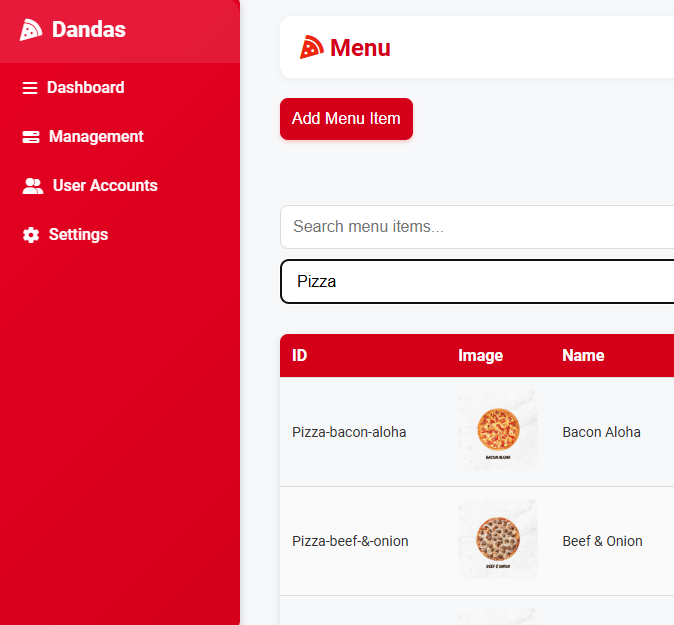 Dandas
Dashboard
Management
User Accounts
Settings
Menu
Add Menu Item
Search menu items...
Pizza
ID Image Name
Pizza-bacon-aloha BACON ALOHA Bacon Aloha
Pizza-beef-&-onion BEEF & ONION Beef & Onion